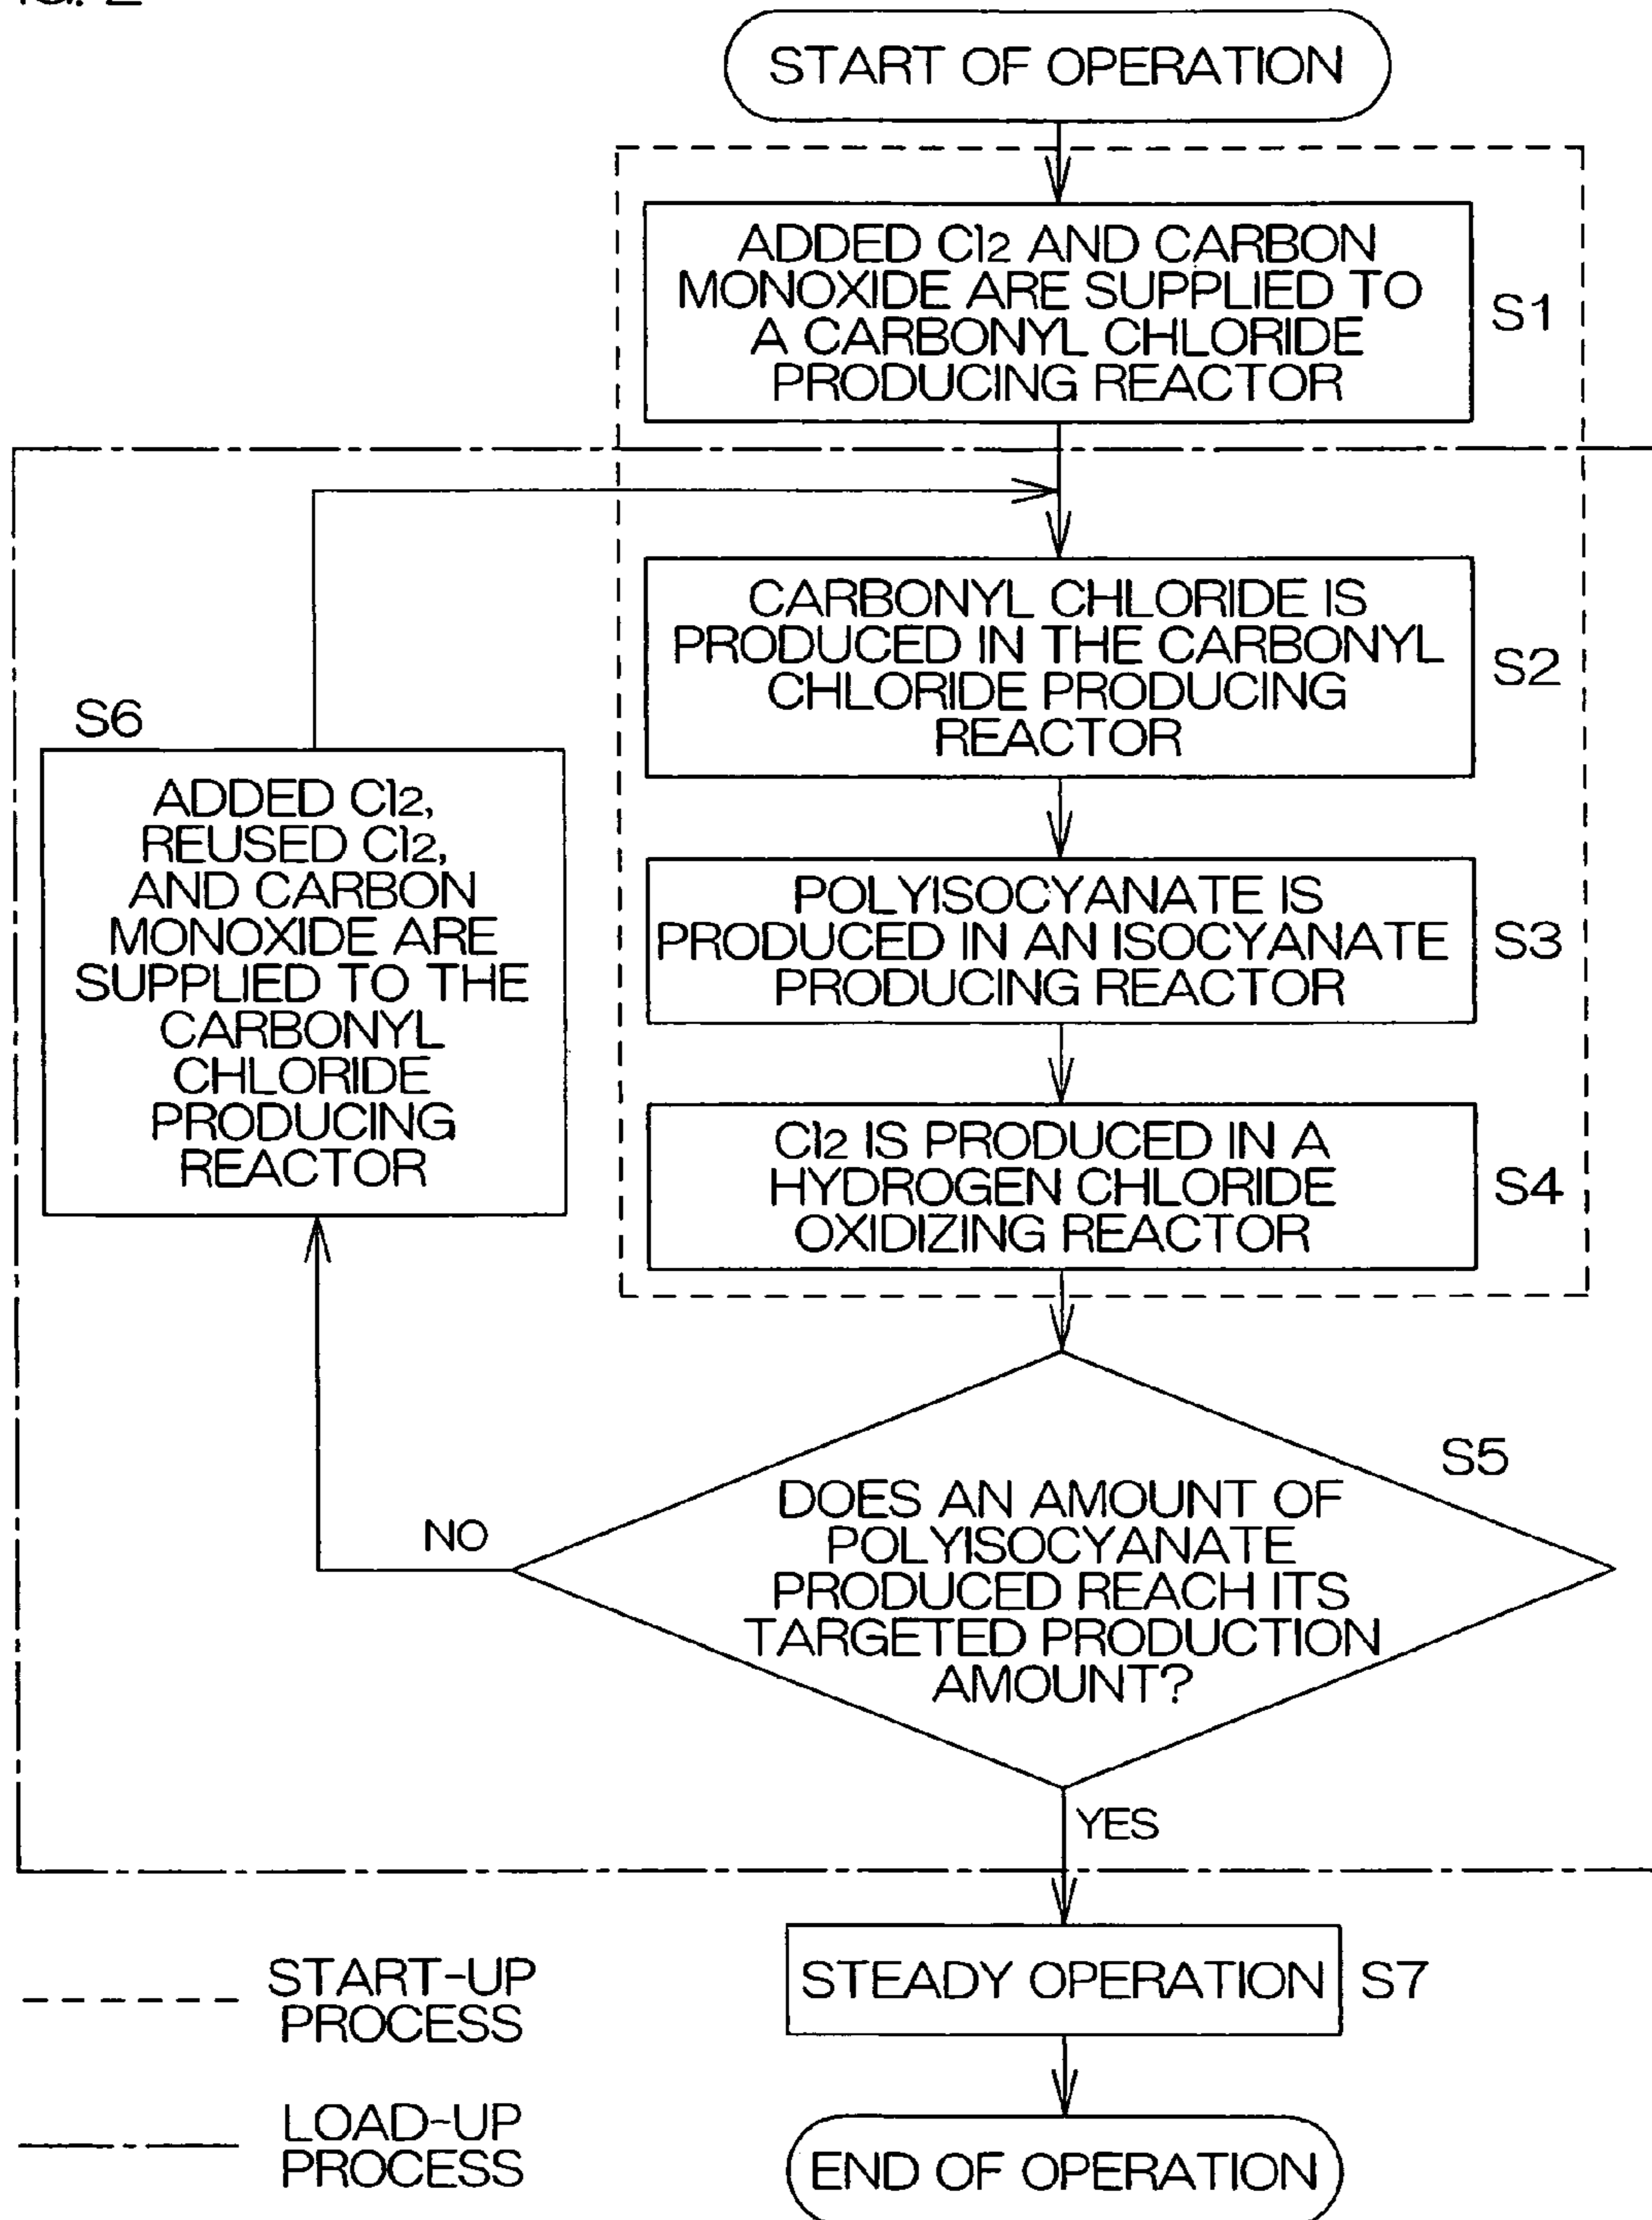 START OF OPERATION
ADDED Cl2 AND CARBON
MONOXIDE ARE SUPPLIED TO
A CARBONYL CHLORIDE
PRODUCING REACTOR
S1
CARBONYL CHLORIDE IS
PRODUCED IN THE CARBONYL
CHLORIDE PRODUCING
REACTOR
S2
S6
ADDED Cl2,
REUSED Cl2,
AND CARBON
MONOXIDE ARE
SUPPLIED TO THE
CARBONYL
CHLORIDE
PRODUCING
REACTOR
POLYISOCYANATE IS
PRODUCED IN AN ISOCYANATE
PRODUCING REACTOR
S3
Cl2 IS PRODUCED IN A
HYDROGEN CHLORIDE
OXIDIZING REACTOR
S4
S5
DOES AN AMOUNT OF
POLYISOCYANATE
PRODUCED REACH ITS
TARGETED PRODUCTION
AMOUNT?
NO
YES
STEADY OPERATION
S7
START-UP
PROCESS
LOAD-UP
PROCESS
END OF OPERATION